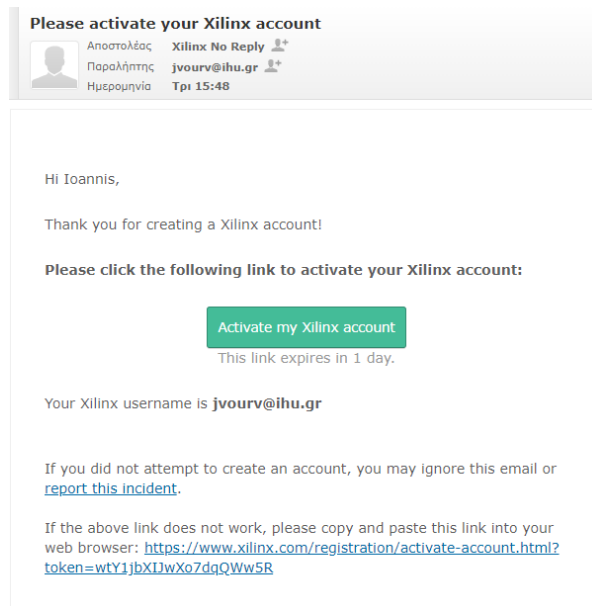 Please activate your Xilinx account
Αποστολέας Xilinx No Reply
Παραλήπτης jvourv@ihu.gr
Ημερομηνία Τρι 15:48
Hi Ioannis,
Thank you for creating a Xilinx account!
Please click the following link to activate your Xilinx account:
Activate my Xilinx account
This link expires in 1 day.
Your Xilinx username is jvourv@ihu.gr
If you did not attempt to create an account, you may ignore this email or
report this incident.
If the above link does not work, please copy and paste this link into your
web browser: https://www.xilinx.com/registration/activate-account.html?
token=wtY1jbXIJwXo7dqQWw5R